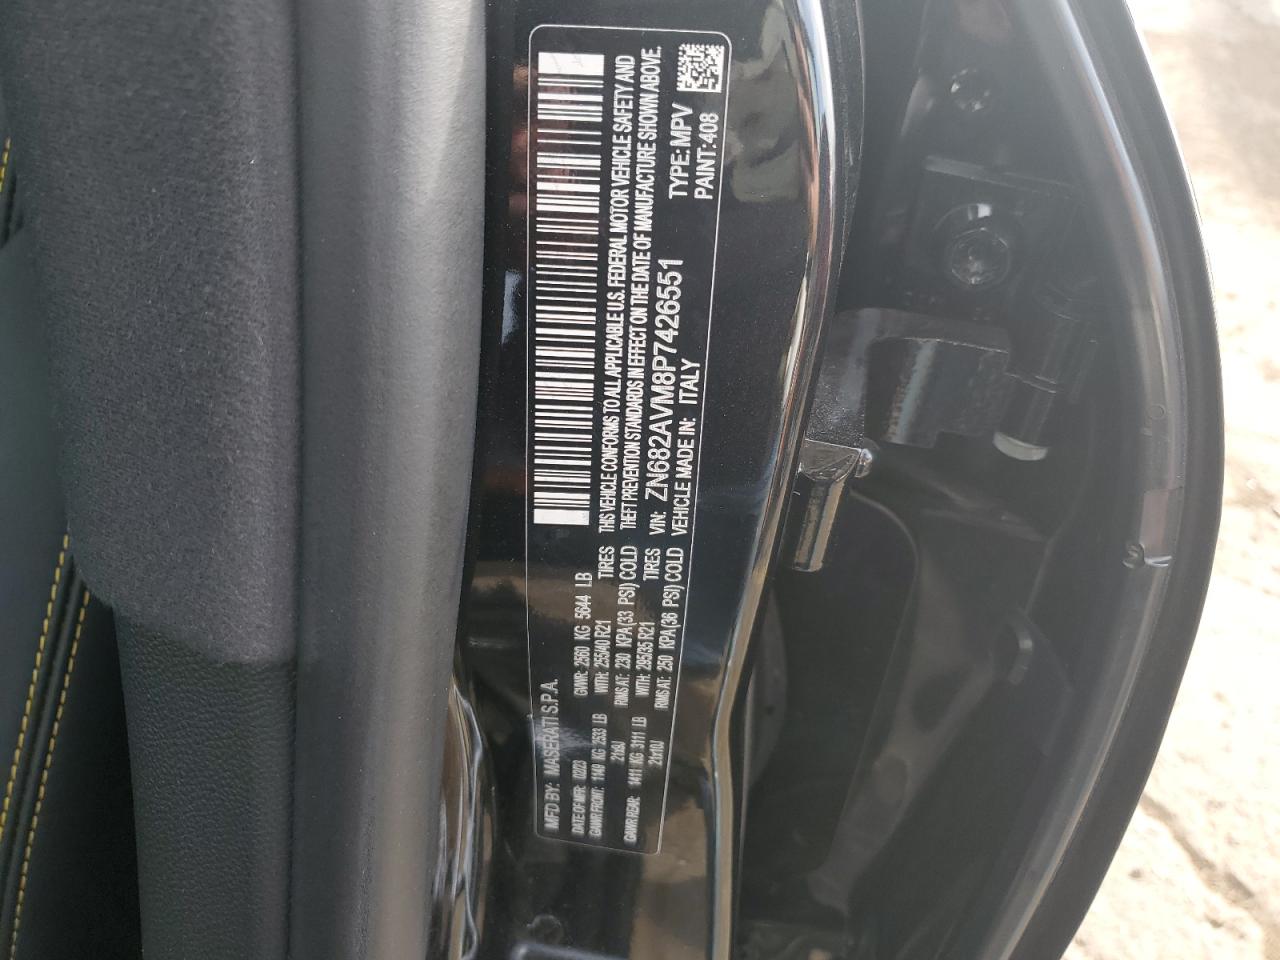 MFD BY: MASERATI S.P.A.
DATE OF MFR: 02/23 GVWR: 2560 KG 5644 LB
GAWR FRONT: 1149 KG 2533 LB WITH: 255/40 R21 TIRES
21x9J RIMS AT: 230 KPA(33 PSI) COLD
GAWR REAR: 1411 KG 3111 LB WITH: 295/35 R21 TIRES
21x10J RIMS AT: 250 KPA(36 PSI) COLD
THIS VEHICLE CONFORMS TO ALL APPLICABLE U.S. FEDERAL MOTOR VEHICLE SAFETY AND
THEFT PREVENTION STANDARDS IN EFFECT ON THE DATE OF MANUFACTURE SHOWN ABOVE.
VIN: ZN682AVM8P7426551 TYPE: MPV
VEHICLE MADE IN: ITALY PAINT: 408